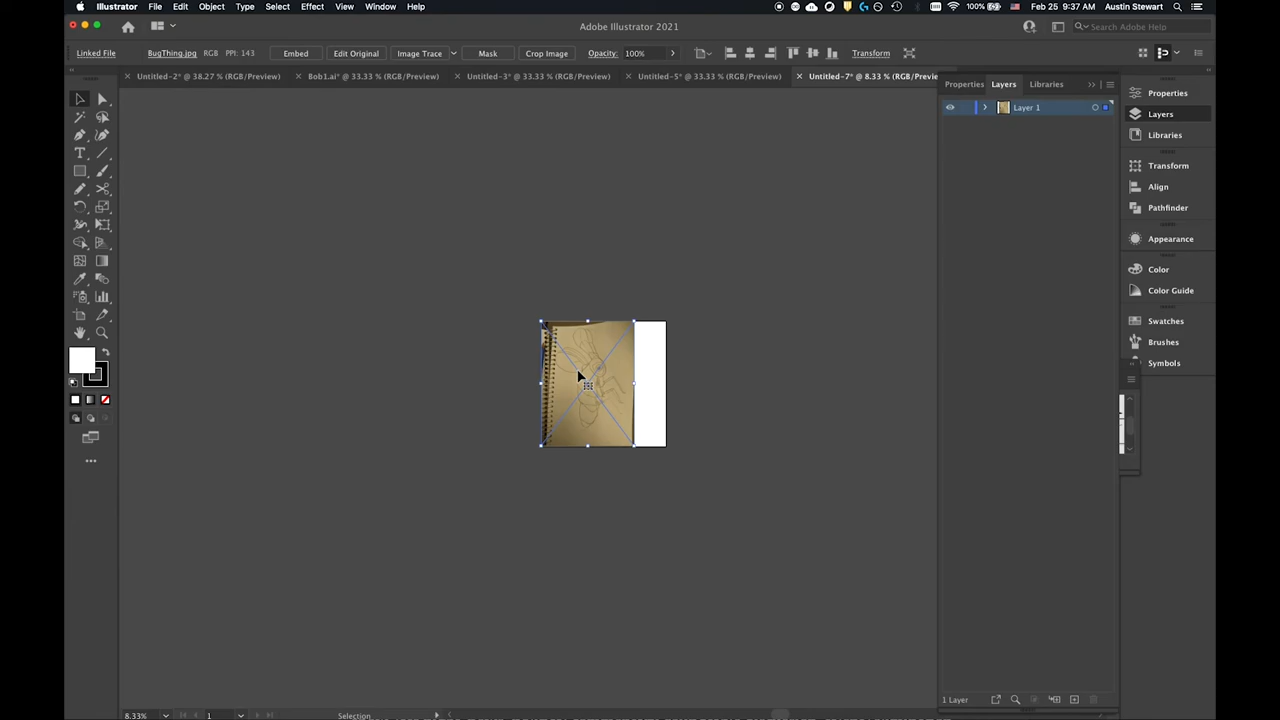 Illustrator File Edit Object Type Select Effect View Window Help 100% Feb 25 9:37 AM Austin Stewart
Adobe Illustrator 2021
Search Adobe Help
Linked File BugThing.jpg RGB PPI: 143 Embed Edit Original Image Trace Mask Crop Image Opacity: 100% Transform
Untitled-2* @ 38.27 % (RGB/Preview) Bob1.ai* @ 33.33 % (RGB/Preview) Untitled-3* @ 33.33 % (RGB/Preview) Untitled-5* @ 33.33 % (RGB/Preview) Untitled-7* @ 8.33 % (RGB/Previe
Properties Layers Libraries
Layer 1
Properties
Layers
Libraries
Transform
Align
Pathfinder
Appearance
Color
Color Guide
Swatches
Brushes
Symbols
1 Layer
8.33% 1 Selection